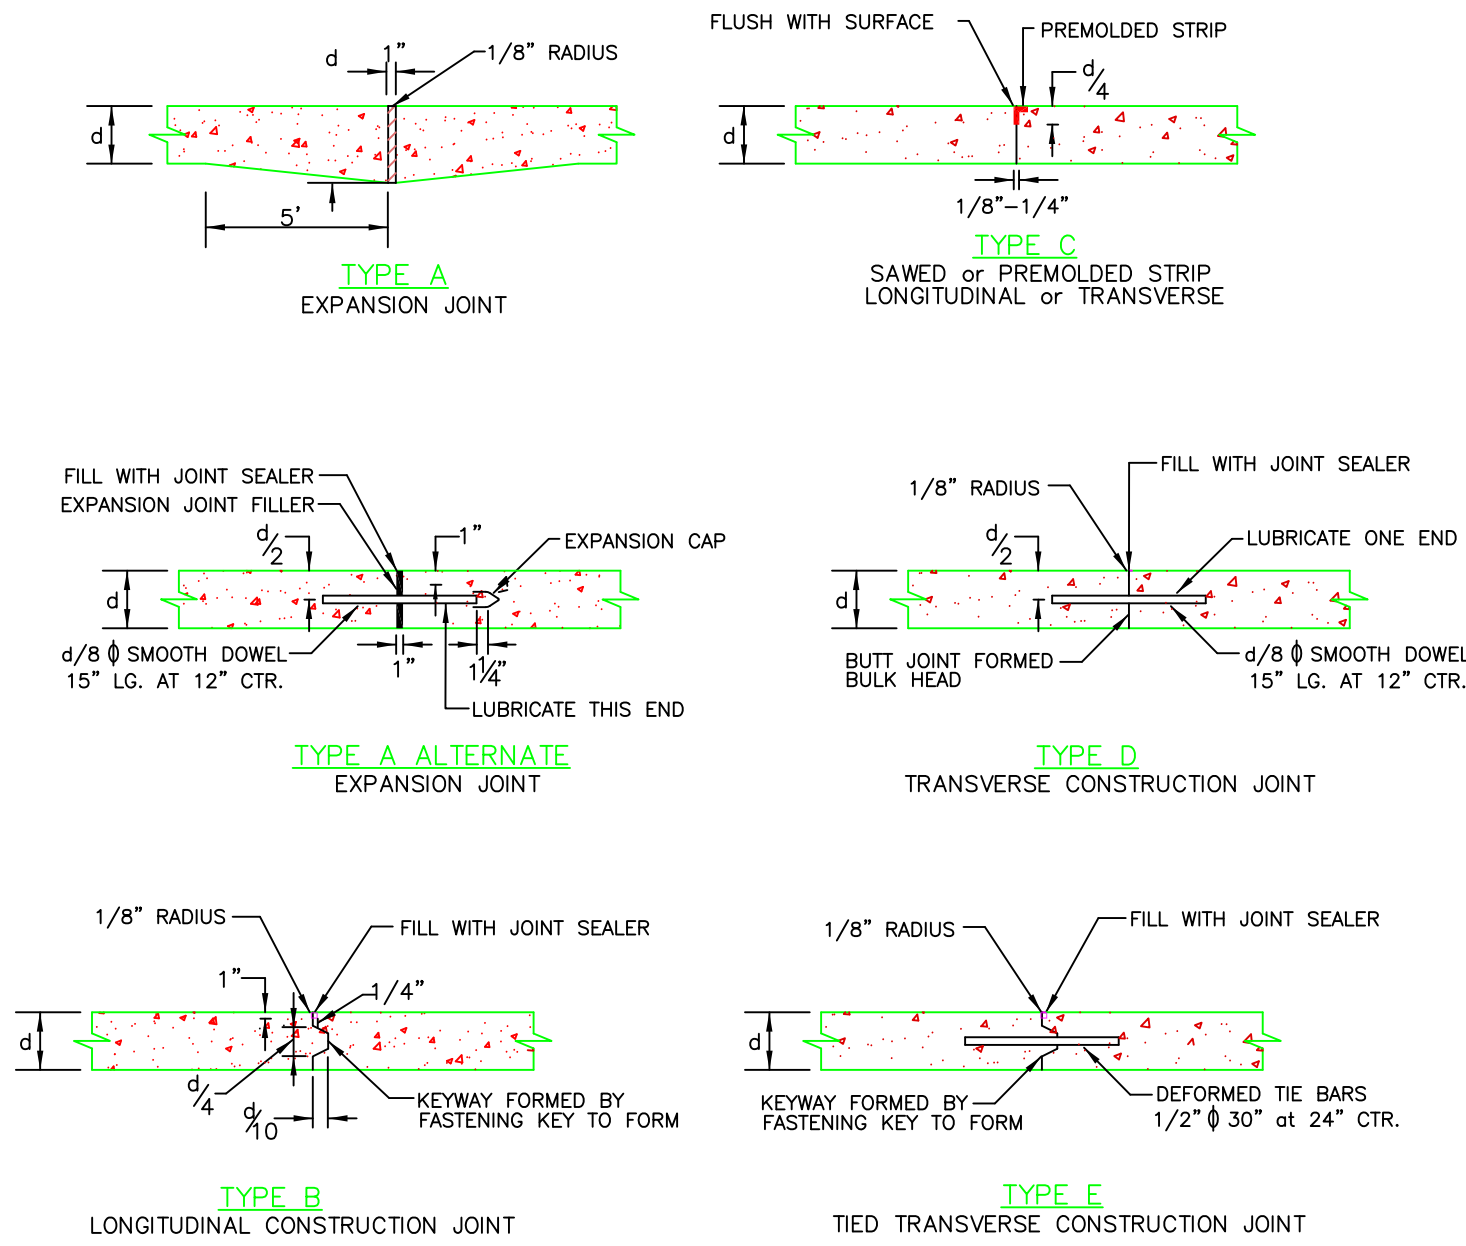 d
1"
1/8" RADIUS
d
5'
TYPE A
EXPANSION JOINT
FLUSH WITH SURFACE
PREMOLDED STRIP
d/4
d
1/8"-1/4"
TYPE C
SAWED or PREMOLDED STRIP
LONGITUDINAL or TRANSVERSE
FILL WITH JOINT SEALER
EXPANSION JOINT FILLER
d/2
1"
EXPANSION CAP
d
d/8 ϕ SMOOTH DOWEL
15" LG. AT 12" CTR.
1"
1¼"
LUBRICATE THIS END
TYPE A ALTERNATE
EXPANSION JOINT
FILL WITH JOINT SEALER
1/8" RADIUS
d/2
LUBRICATE ONE END
d
BUTT JOINT FORMED
BULK HEAD
d/8 ϕ SMOOTH DOWEL
15" LG. AT 12" CTR.
TYPE D
TRANSVERSE CONSTRUCTION JOINT
1/8" RADIUS
FILL WITH JOINT SEALER
1"
1/4"
d
d/4
d/10
KEYWAY FORMED BY
FASTENING KEY TO FORM
TYPE B
LONGITUDINAL CONSTRUCTION JOINT
1/8" RADIUS
FILL WITH JOINT SEALER
d
KEYWAY FORMED BY
FASTENING KEY TO FORM
DEFORMED TIE BARS
1/2" ϕ 30" at 24" CTR.
TYPE E
TIED TRANSVERSE CONSTRUCTION JOINT